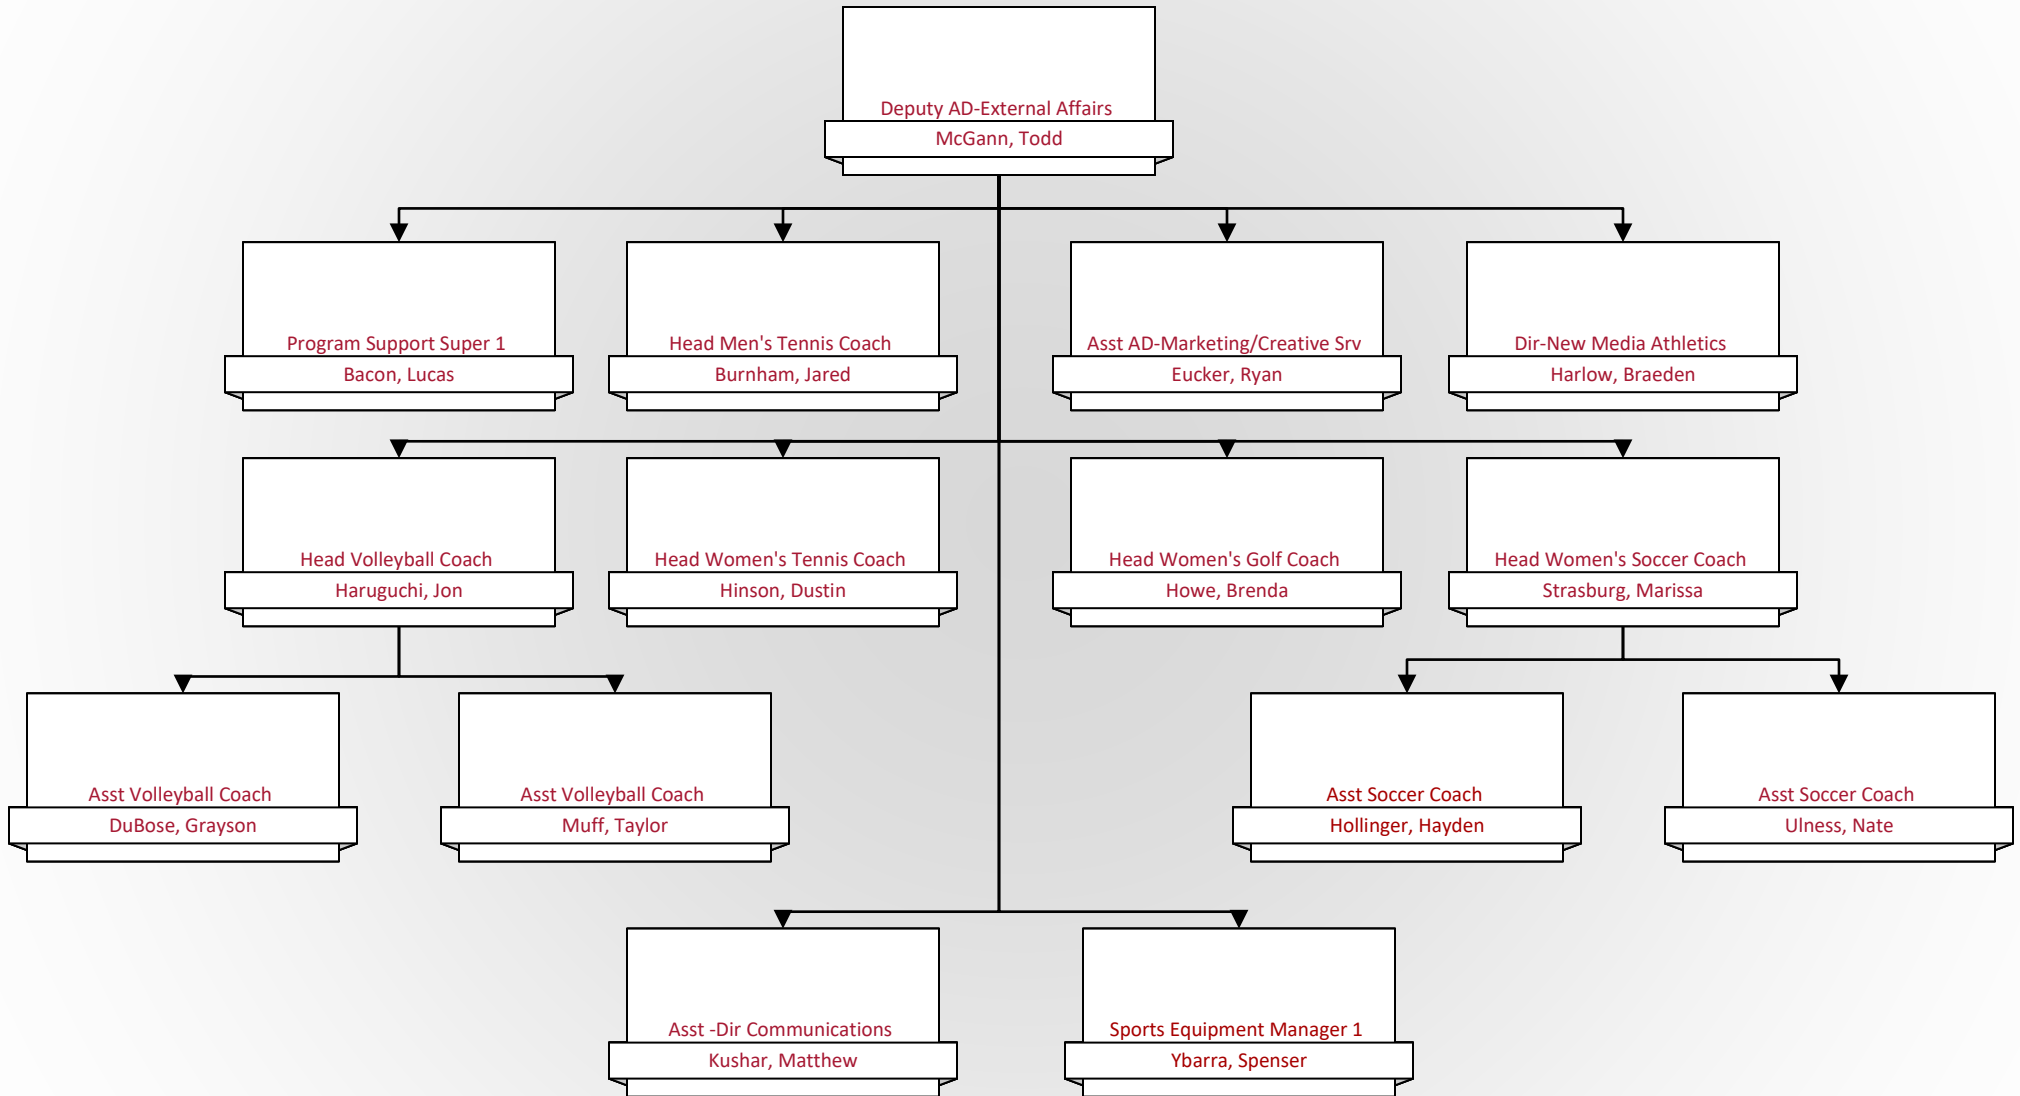 Deputy AD-External Affairs
McGann, Todd
Program Support Super 1
Bacon, Lucas
Head Men's Tennis Coach
Burnham, Jared
Asst AD-Marketing/Creative Srv
Eucker, Ryan
Dir-New Media Athletics
Harlow, Braeden
Head Volleyball Coach
Haruguchi, Jon
Head Women's Tennis Coach
Hinson, Dustin
Head Women's Golf Coach
Howe, Brenda
Head Women's Soccer Coach
Strasburg, Marissa
Asst Volleyball Coach
DuBose, Grayson
Asst Volleyball Coach
Muff, Taylor
Asst Soccer Coach
Hollinger, Hayden
Asst Soccer Coach
Ulness, Nate
Asst -Dir Communications
Kushar, Matthew
Sports Equipment Manager 1
Ybarra, Spenser